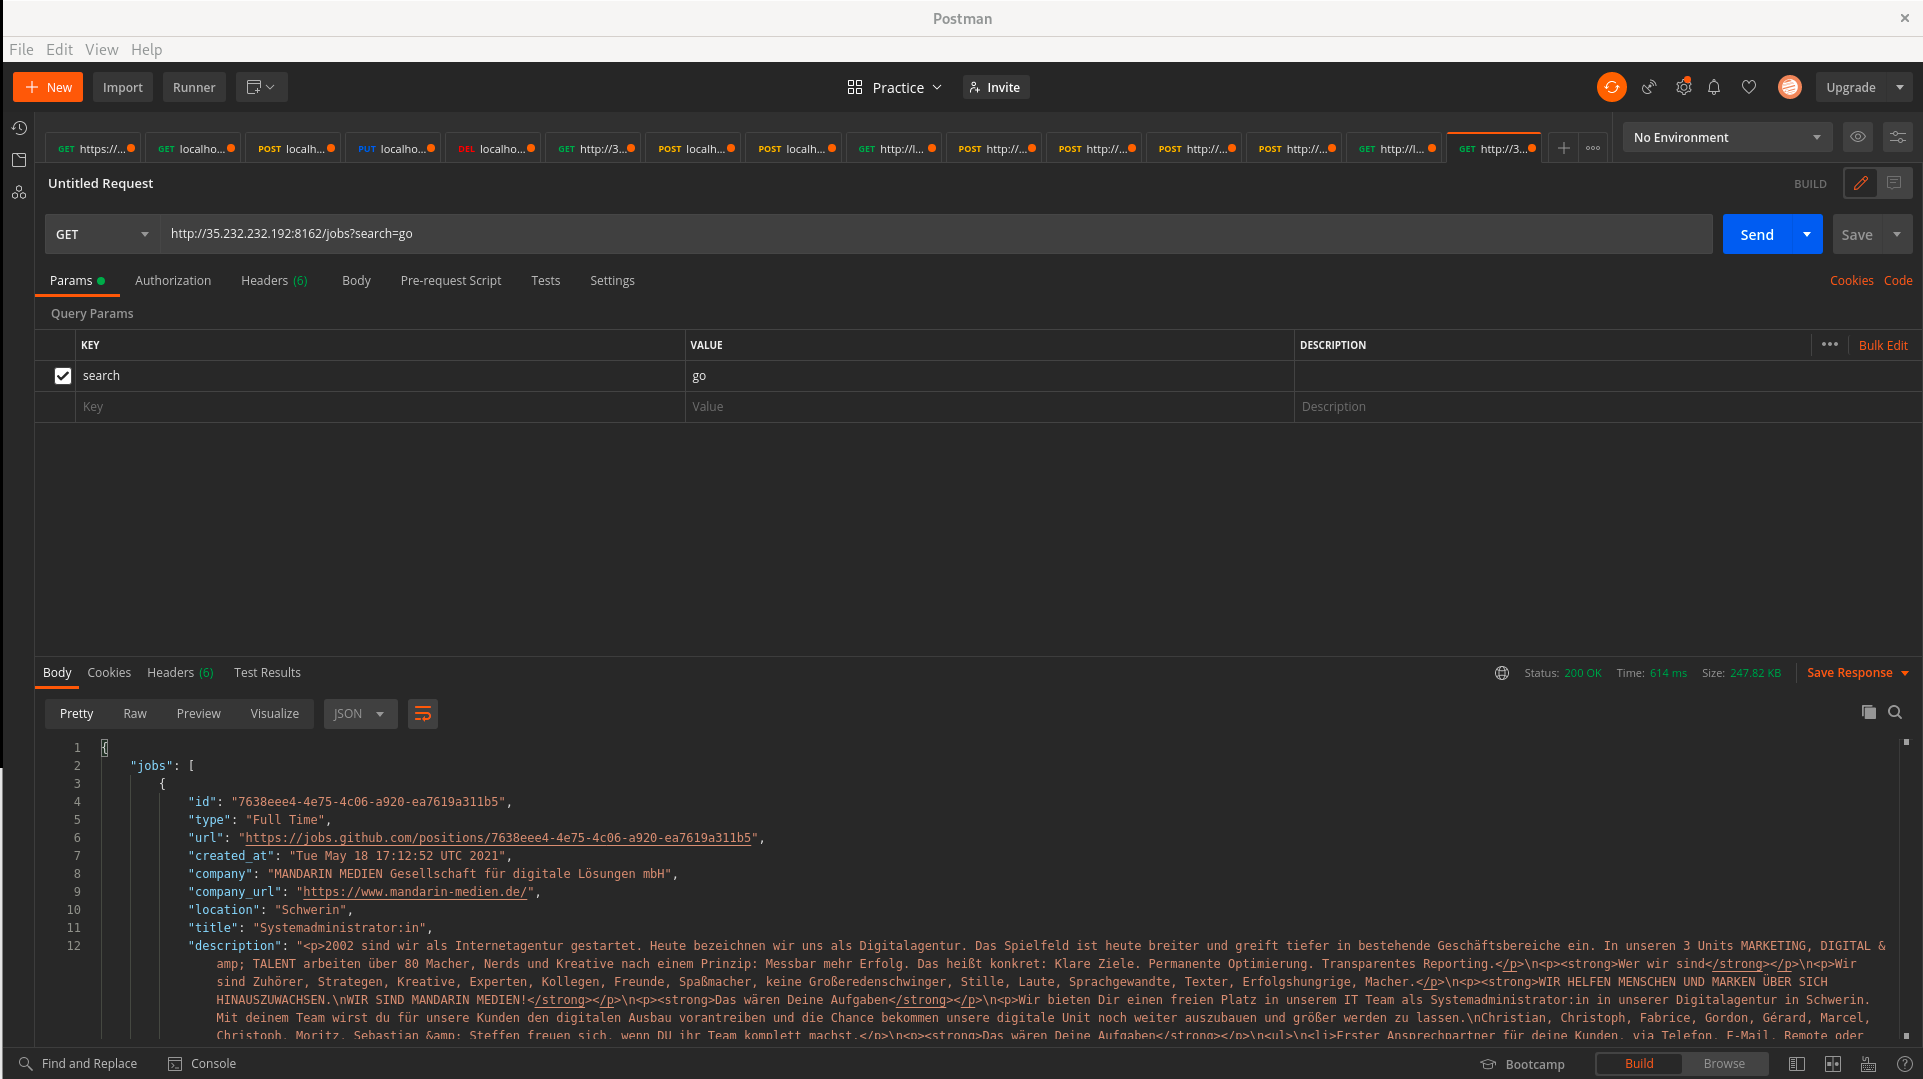 Postman
File Edit View Help
New Import Runner Practice Invite Upgrade
GET https://... GET localho... POST localh... PUT localho... DEL localho... GET http://3... POST localh... POST localh... GET http://l... POST http://... POST http://... POST http://... POST http://... GET http://l... GET http://3... No Environment
Untitled Request BUILD
GET http://35.232.232.192:8162/jobs?search=go Send Save
Params Authorization Headers (6) Body Pre-request Script Tests Settings Cookies Code
Query Params
KEY VALUE DESCRIPTION Bulk Edit
search go
Key Value Description
Body Cookies Headers (6) Test Results Status: 200 OK Time: 614 ms Size: 247.82 KB Save Response
Pretty Raw Preview Visualize JSON
1 {
2 "jobs": [
3 {
4 "id": "7638eee4-4e75-4c06-a920-ea7619a311b5",
5 "type": "Full Time",
6 "url": "https://jobs.github.com/positions/7638eee4-4e75-4c06-a920-ea7619a311b5",
7 "created_at": "Tue May 18 17:12:52 UTC 2021",
8 "company": "MANDARIN MEDIEN Gesellschaft für digitale Lösungen mbH",
9 "company_url": "https://www.mandarin-medien.de/",
10 "location": "Schwerin",
11 "title": "Systemadministrator:in",
12 "description": "<p>2002 sind wir als Internetagentur gestartet. Heute bezeichnen wir uns als Digitalagentur. Das Spielfeld ist heute breiter und greift tiefer in bestehende Geschäftsbereiche ein. In unseren 3 Units MARKETING, DIGITAL &
amp; TALENT arbeiten über 80 Macher, Nerds und Kreative nach einem Prinzip: Messbar mehr Erfolg. Das heißt konkret: Klare Ziele. Permanente Optimierung. Transparentes Reporting.</p>\n<p><strong>Wer wir sind</strong></p>\n<p>Wir
sind Zuhörer, Strategen, Kreative, Experten, Kollegen, Freunde, Spaßmacher, keine Großeredenschwinger, Stille, Laute, Sprachgewandte, Texter, Erfolgshungrige, Macher.</p>\n<p><strong>WIR HELFEN MENSCHEN UND MARKEN ÜBER SICH
HINAUSZUWACHSEN.\nWIR SIND MANDARIN MEDIEN!</strong></p>\n<p><strong>Das wären Deine Aufgaben</strong></p>\n<p>Wir bieten Dir einen freien Platz in unserem IT Team als Systemadministrator:in in unserer Digitalagentur in Schwerin.
Mit deinem Team wirst du für unsere Kunden den digitalen Ausbau vorantreiben und die Chance bekommen unsere digitale Unit noch weiter auszubauen und größer werden zu lassen.\nChristian, Christoph, Fabrice, Gordon, Gérard, Marcel,
Christoph, Moritz, Sebastian &amp; Steffen freuen sich, wenn DU ihr Team komplett machst.</p>\n<p><strong>Das wären Deine Aufgaben</strong></p>\n<ul>\n<li>Erster Ansprechpartner für deine Kunden, via Telefon, E-Mail, Remote oder
Find and Replace Console Bootcamp Build Browse